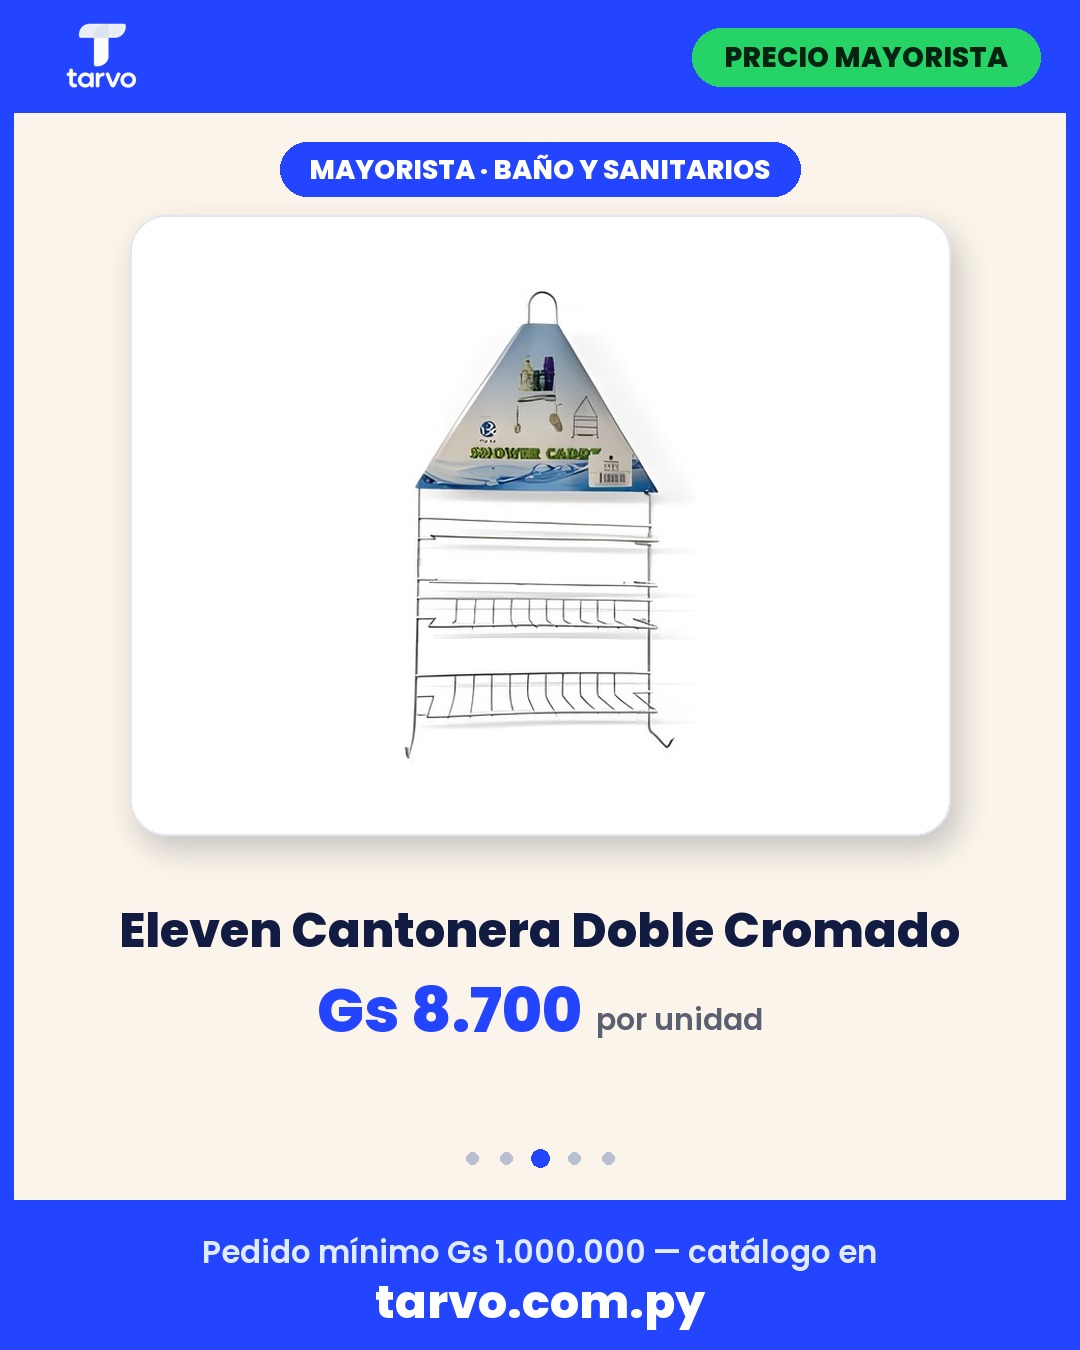 tarvo
PRECIO MAYORISTA
MAYORISTA · BAÑO Y SANITARIOS
SHOWER CADDY
Eleven Cantonera Doble Cromado
Gs 8.700 por unidad
Pedido mínimo Gs 1.000.000 — catálogo en
tarvo.com.py